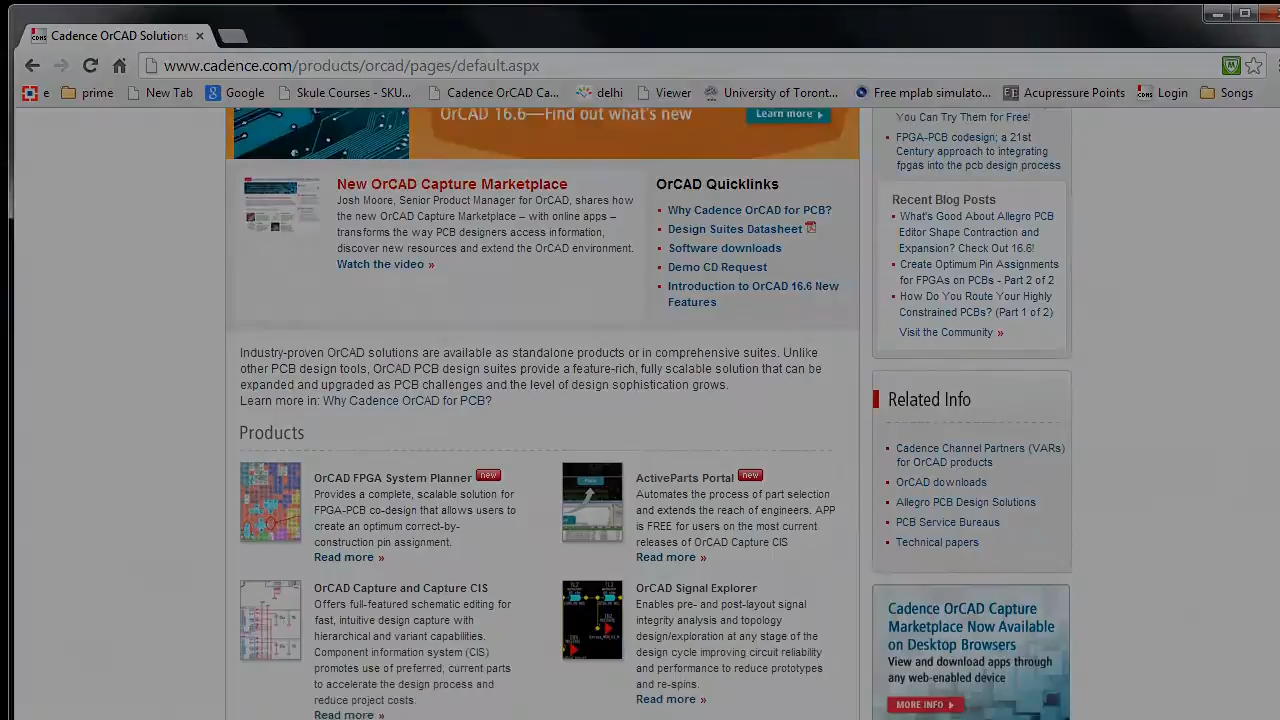 Cadence OrCAD Solutions
www.cadence.com/products/orcad/pages/default.aspx
e
prime
New Tab
Google
Skule Courses - SKU...
Cadence OrCAD Ca...
delhi
Viewer
University of Toront...
Free mplab simulato...
Acupressure Points
Login
Songs
OrCAD 16.6—Find out what's new
Learn more
New OrCAD Capture Marketplace
Josh Moore, Senior Product Manager for OrCAD, shares how
the new OrCAD Capture Marketplace – with online apps –
transforms the way PCB designers access information,
discover new resources and extend the OrCAD environment.
Watch the video »
OrCAD Quicklinks
Why Cadence OrCAD for PCB?
Design Suites Datasheet
Software downloads
Demo CD Request
Introduction to OrCAD 16.6 New
Features
You Can Try Them for Free!
FPGA-PCB codesign; a 21st
Century approach to integrating
fpgas into the pcb design process
Recent Blog Posts
What's Good About Allegro PCB
Editor Shape Contraction and
Expansion? Check Out 16.6!
Create Optimum Pin Assignments
for FPGAs on PCBs - Part 2 of 2
How Do You Route Your Highly
Constrained PCBs? (Part 1 of 2)
Visit the Community »
Industry-proven OrCAD solutions are available as standalone products or in comprehensive suites. Unlike
other PCB design tools, OrCAD PCB design suites provide a feature-rich, fully scalable solution that can be
expanded and upgraded as PCB challenges and the level of design sophistication grows.
Learn more in: Why Cadence OrCAD for PCB?
Products
OrCAD FPGA System Planner new
Provides a complete, scalable solution for
FPGA-PCB co-design that allows users to
create an optimum correct-by-
construction pin assignment.
Read more »
ActiveParts Portal new
Automates the process of part selection
and extends the reach of engineers. APP
is FREE for users on the most current
releases of OrCAD Capture CIS
Read more »
OrCAD Capture and Capture CIS
Offers full-featured schematic editing for
fast, intuitive design capture with
hierarchical and variant capabilities.
Component information system (CIS)
promotes use of preferred, current parts
to accelerate the design process and
reduce project costs.
Read more »
OrCAD Signal Explorer
Enables pre- and post-layout signal
integrity analysis and topology
design/exploration at any stage of the
design cycle improving circuit reliability
and performance to reduce prototypes
and re-spins.
Read more »
Related Info
Cadence Channel Partners (VARs)
for OrCAD products
OrCAD downloads
Allegro PCB Design Solutions
PCB Service Bureaus
Technical papers
Cadence OrCAD Capture
Marketplace Now Available
on Desktop Browsers
View and download apps through
any web-enabled device
MORE INFO